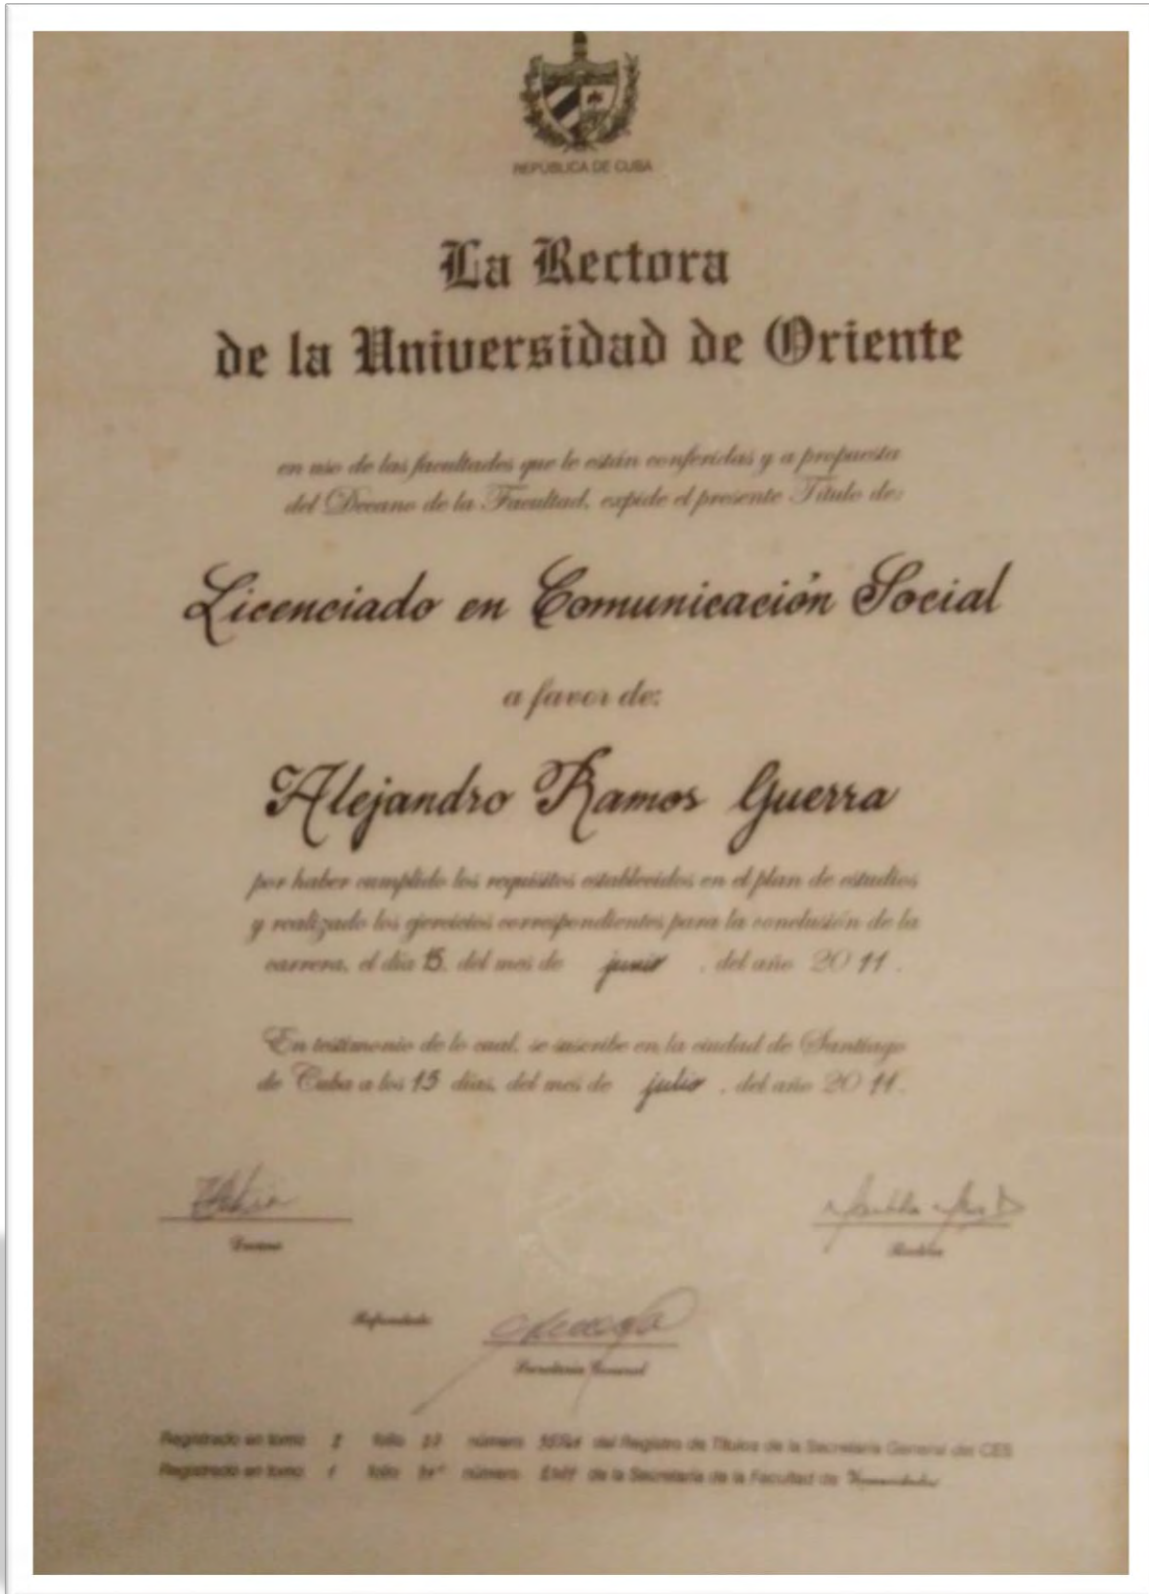 REPÚBLICA DE CUBA
La Rectora
de la Universidad de Oriente
en uso de las facultades que le están conferidas y a propuesta
del Decano de la Facultad, expide el presente Título de:
Licenciado en Comunicación Social
a favor de:
Alejandro Ramos Guerra
por haber cumplido los requisitos establecidos en el plan de estudios
y realizado los ejercicios correspondientes para la conclusión de la
carrera, el día 15, del mes de junio, del año 2011.
En testimonio de lo cual, se suscribe en la ciudad de Santiago
de Cuba a los 15 días, del mes de julio, del año 2011.
Decano
Rectora
Refrendado
Secretario General
Registrado en tomo folio número del Registro de Títulos de la Secretaría General del CES
Registrado en tomo folio número de la Secretaría de la Facultad de Humanidades